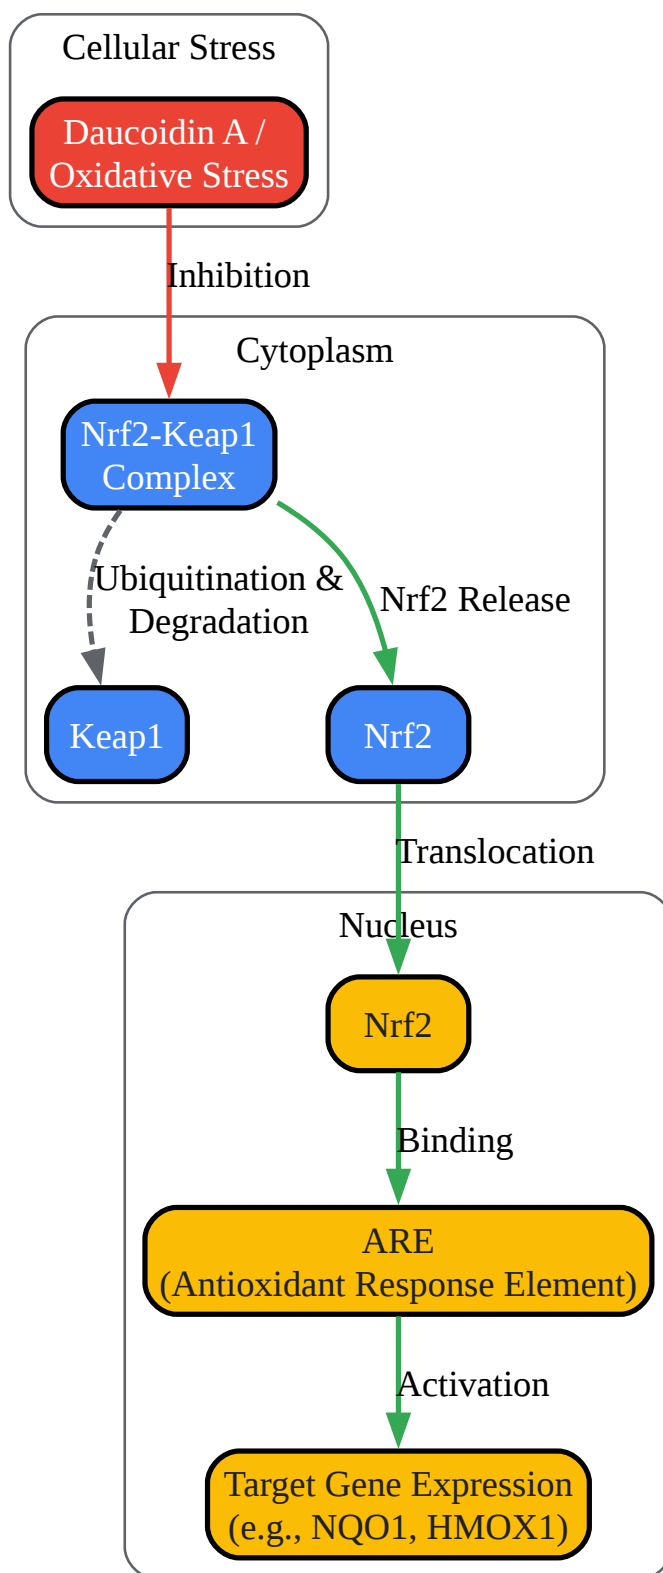 Cellular Stress
Daucoidin A /
Oxidative Stress
Inhibition
Cytoplasm
Nrf2-Keap1
Complex
Ubiquitination &
Degradation
Nrf2 Release
Keap1
Nrf2
Translocation
Nucleus
Nrf2
Binding
ARE
(Antioxidant Response Element)
Activation
Target Gene Expression
(e.g., NQO1, HMOX1)